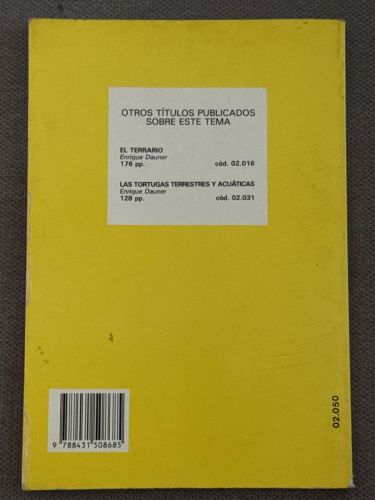 OTROS TÍTULOS PUBLICADOS
SOBRE ESTE TEMA
EL TERRARIO
Enrique Dauner
176 pp. cód. 02.016
LAS TORTUGAS TERRESTRES Y ACUÁTICAS
Enrique Dauner
128 pp. cód. 02.031
9 788431 508685
02.050